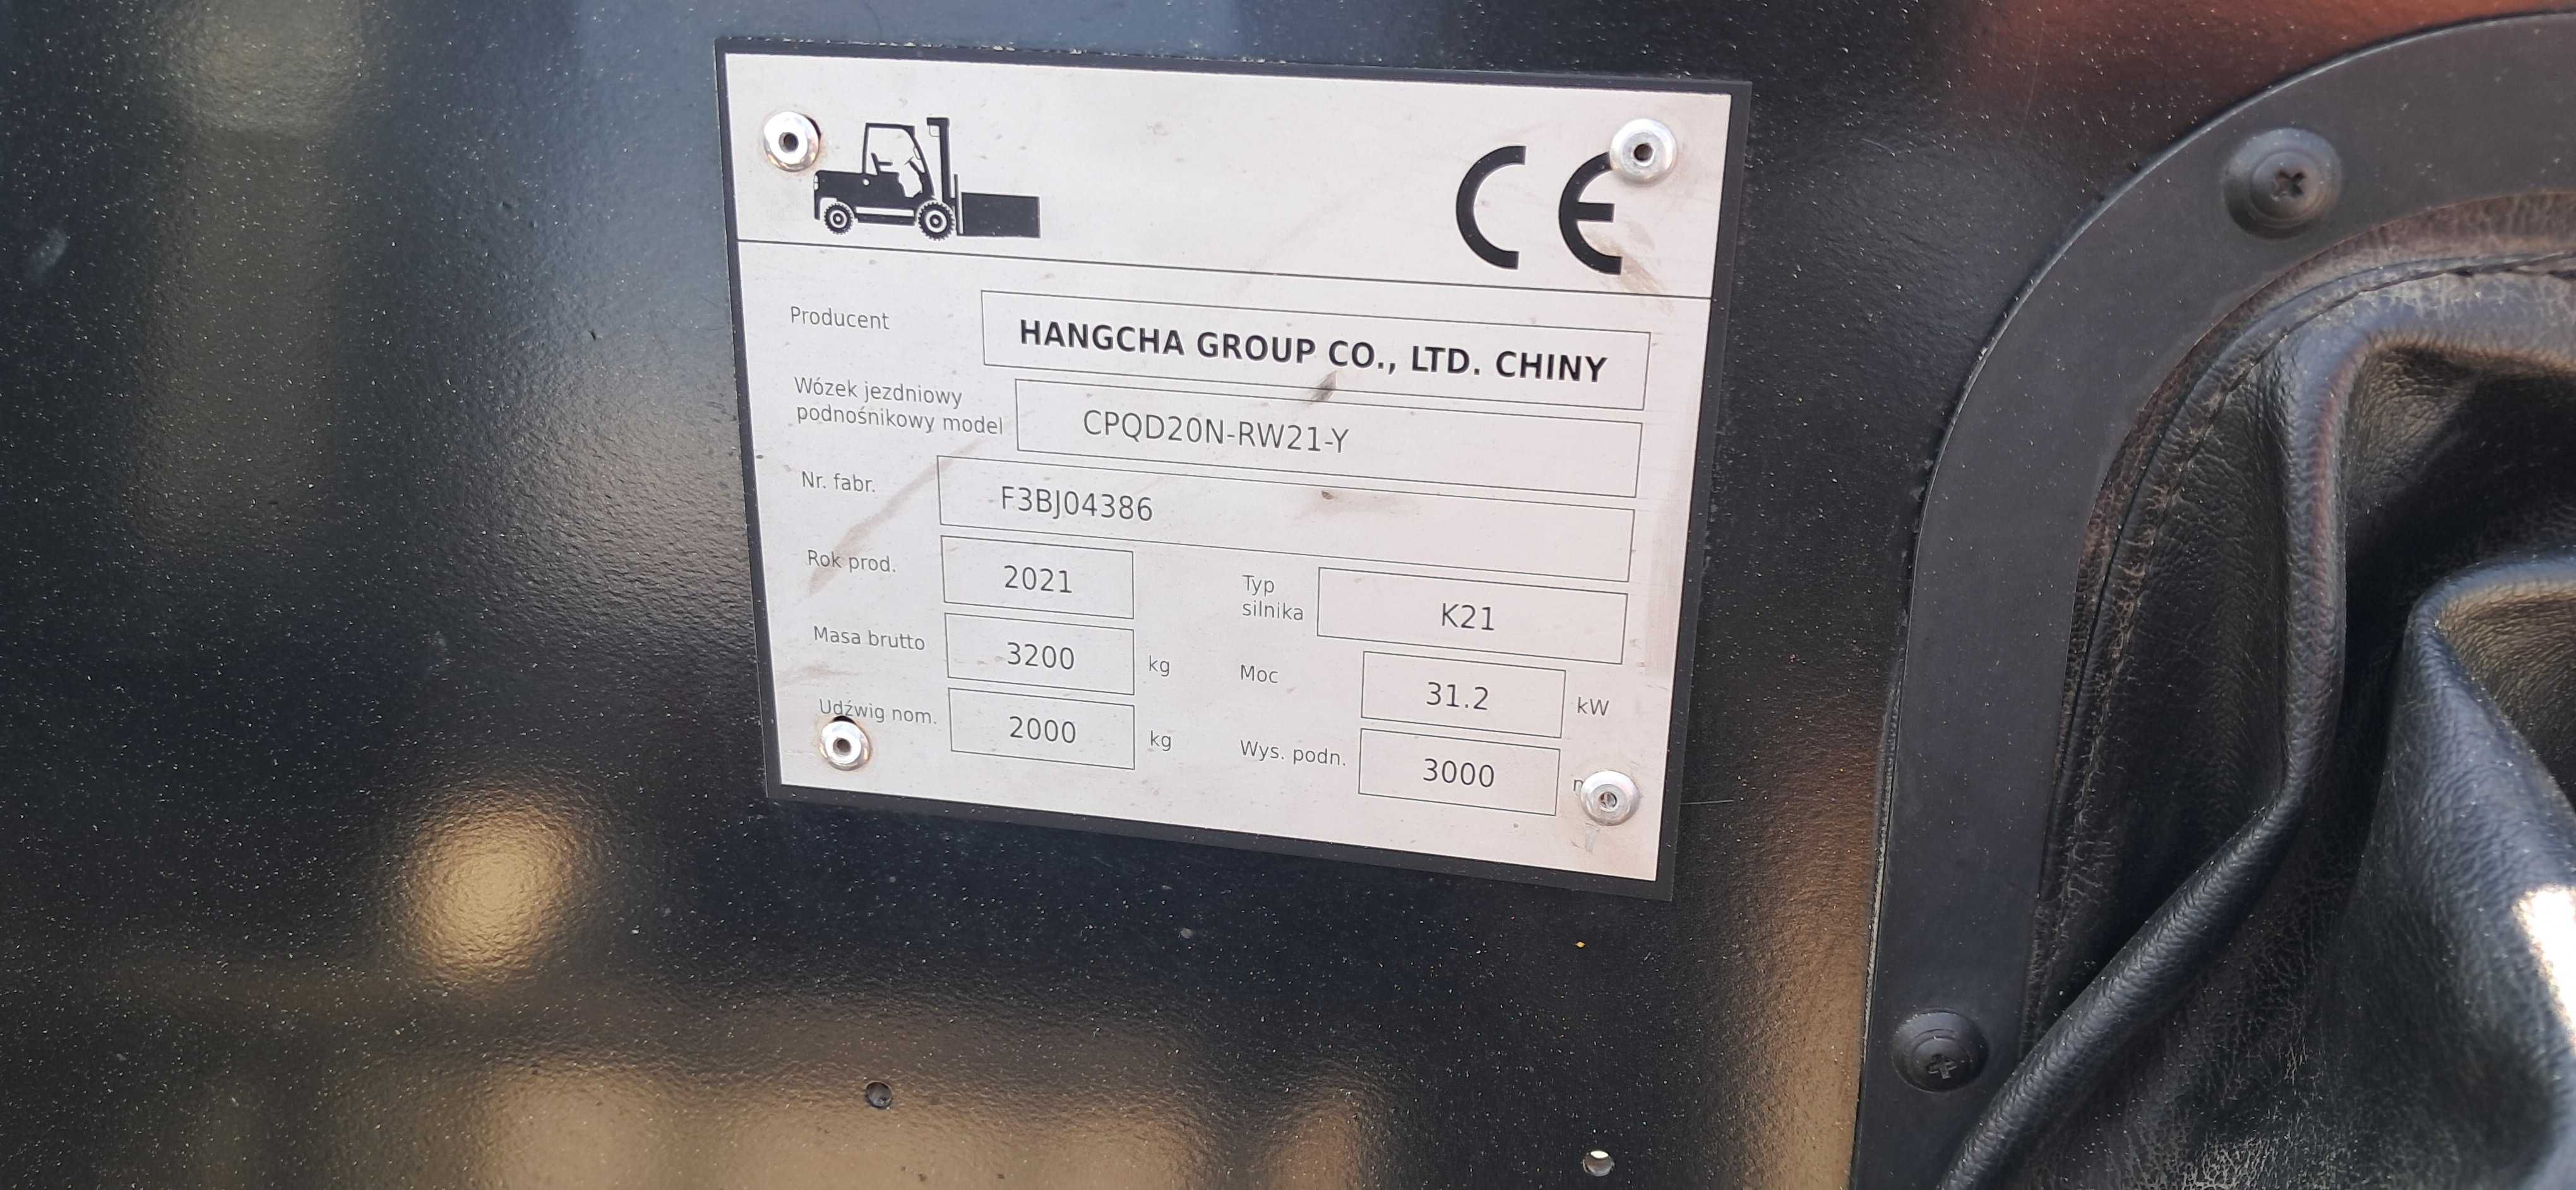 CE
Producent HANGCHA GROUP CO., LTD. CHINY
Wózek jezdniowy
podnośnikowy model CPQD20N-RW21-Y
Nr. fabr. F3BJ04386
Rok prod. 2021
Typ
silnika K21
Masa brutto 3200 kg
Moc 31.2 kW
Udźwig nom. 2000 kg
Wys. podn. 3000